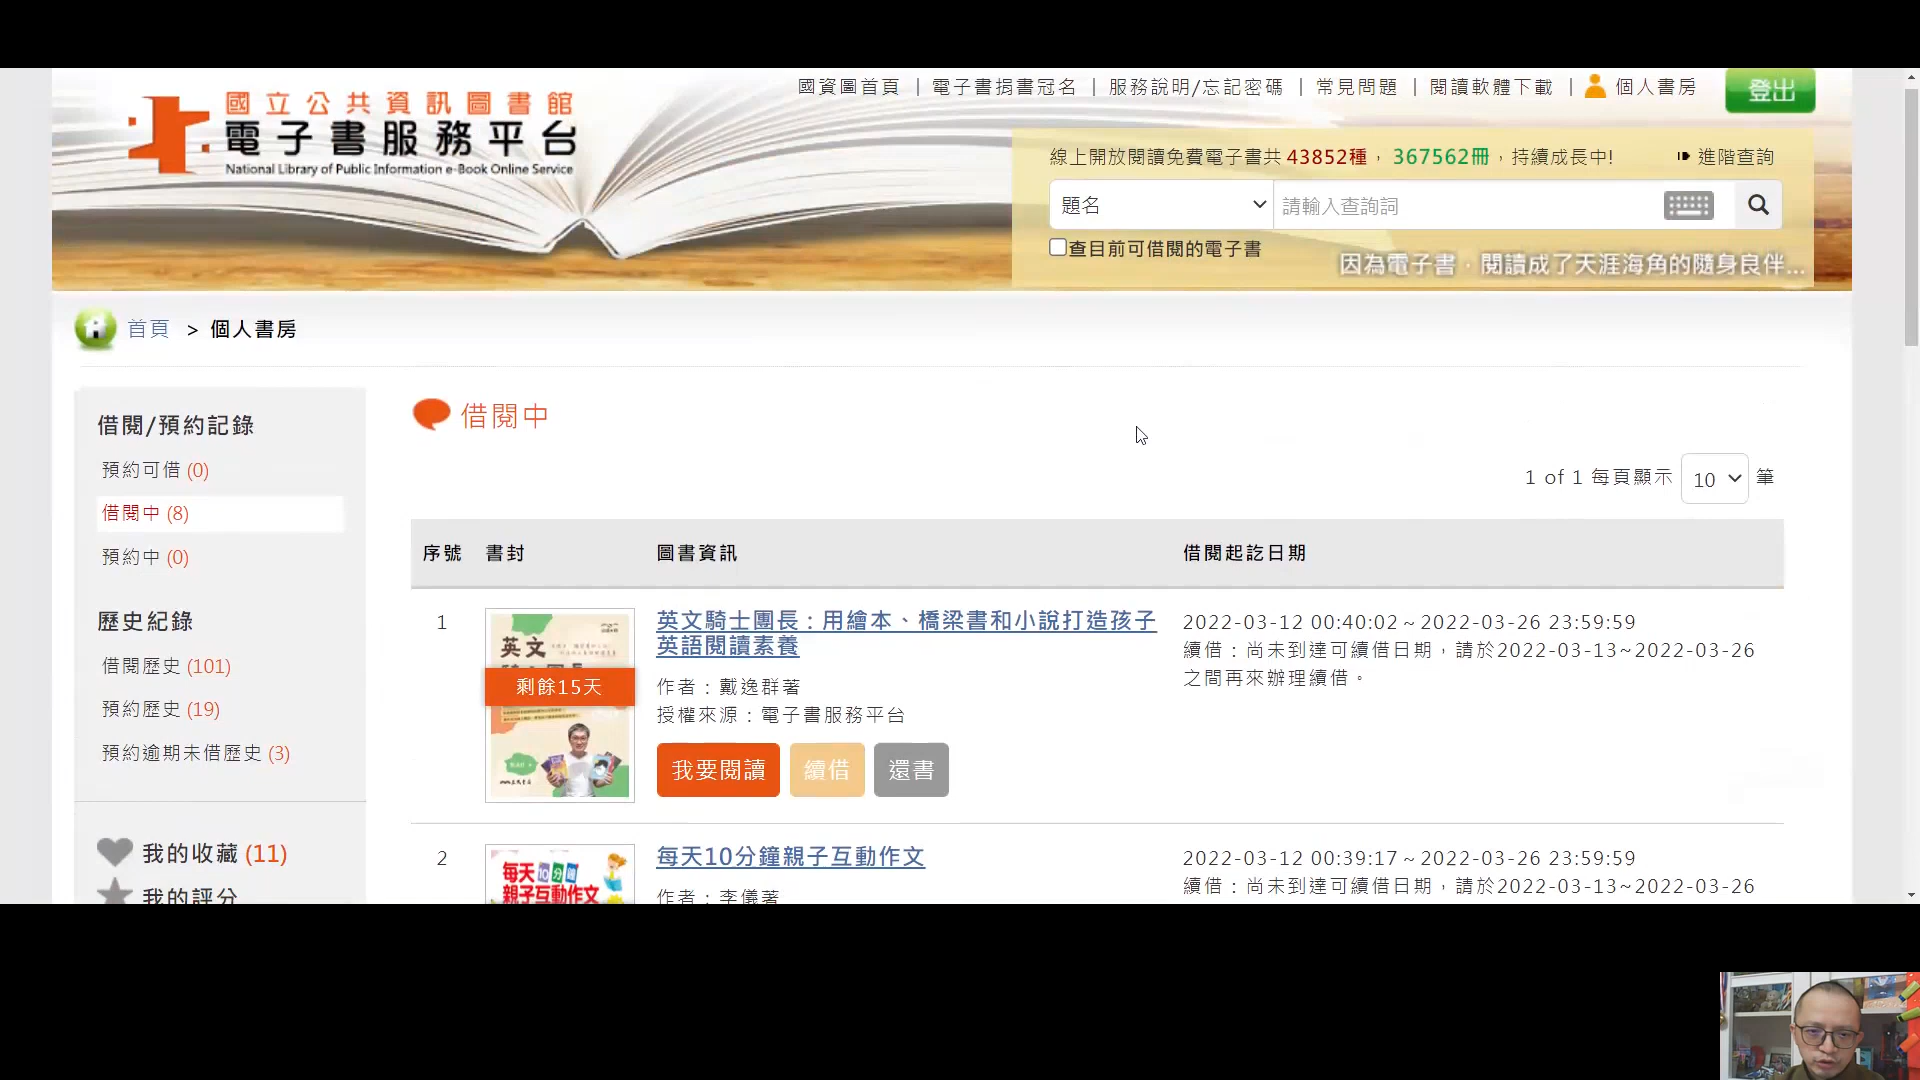 國資圖首頁 | 電子書捐書冠名 | 服務說明/忘記密碼 | 常見問題 | 閱讀軟體下載 | 個人書房 登出
國立公共資訊圖書館
電子書服務平台
National Library of Public Information e-Book Online Service
線上開放閱讀免費電子書共 43852種, 367562冊,持續成長中! 進階查詢
題名 請輸入查詢詞
查目前可借閱的電子書
因為電子書‧閱讀成了天涯海角的隨身良伴...
首頁 > 個人書房
借閱/預約記錄
預約可借 (0)
借閱中 (8)
預約中 (0)
歷史紀錄
借閱歷史 (101)
預約歷史 (19)
預約逾期未借歷史 (3)
我的收藏 (11)
我的評分
借閱中
1 of 1 每頁顯示 10 筆
序號 書封 圖書資訊 借閱起訖日期
1
英文
剩餘15天
英文騎士團長:用繪本、橋梁書和小說打造孩子
英語閱讀素養
作者:戴逸群著
授權來源:電子書服務平台
我要閱讀 續借 還書
2022-03-12 00:40:02 ~ 2022-03-26 23:59:59
續借:尚未到達可續借日期,請於2022-03-13~2022-03-26
之間再來辦理續借。
2
每天10分鐘
親子互動作文
每天10分鐘親子互動作文
作者:李儀著
2022-03-12 00:39:17 ~ 2022-03-26 23:59:59
續借:尚未到達可續借日期,請於2022-03-13~2022-03-26